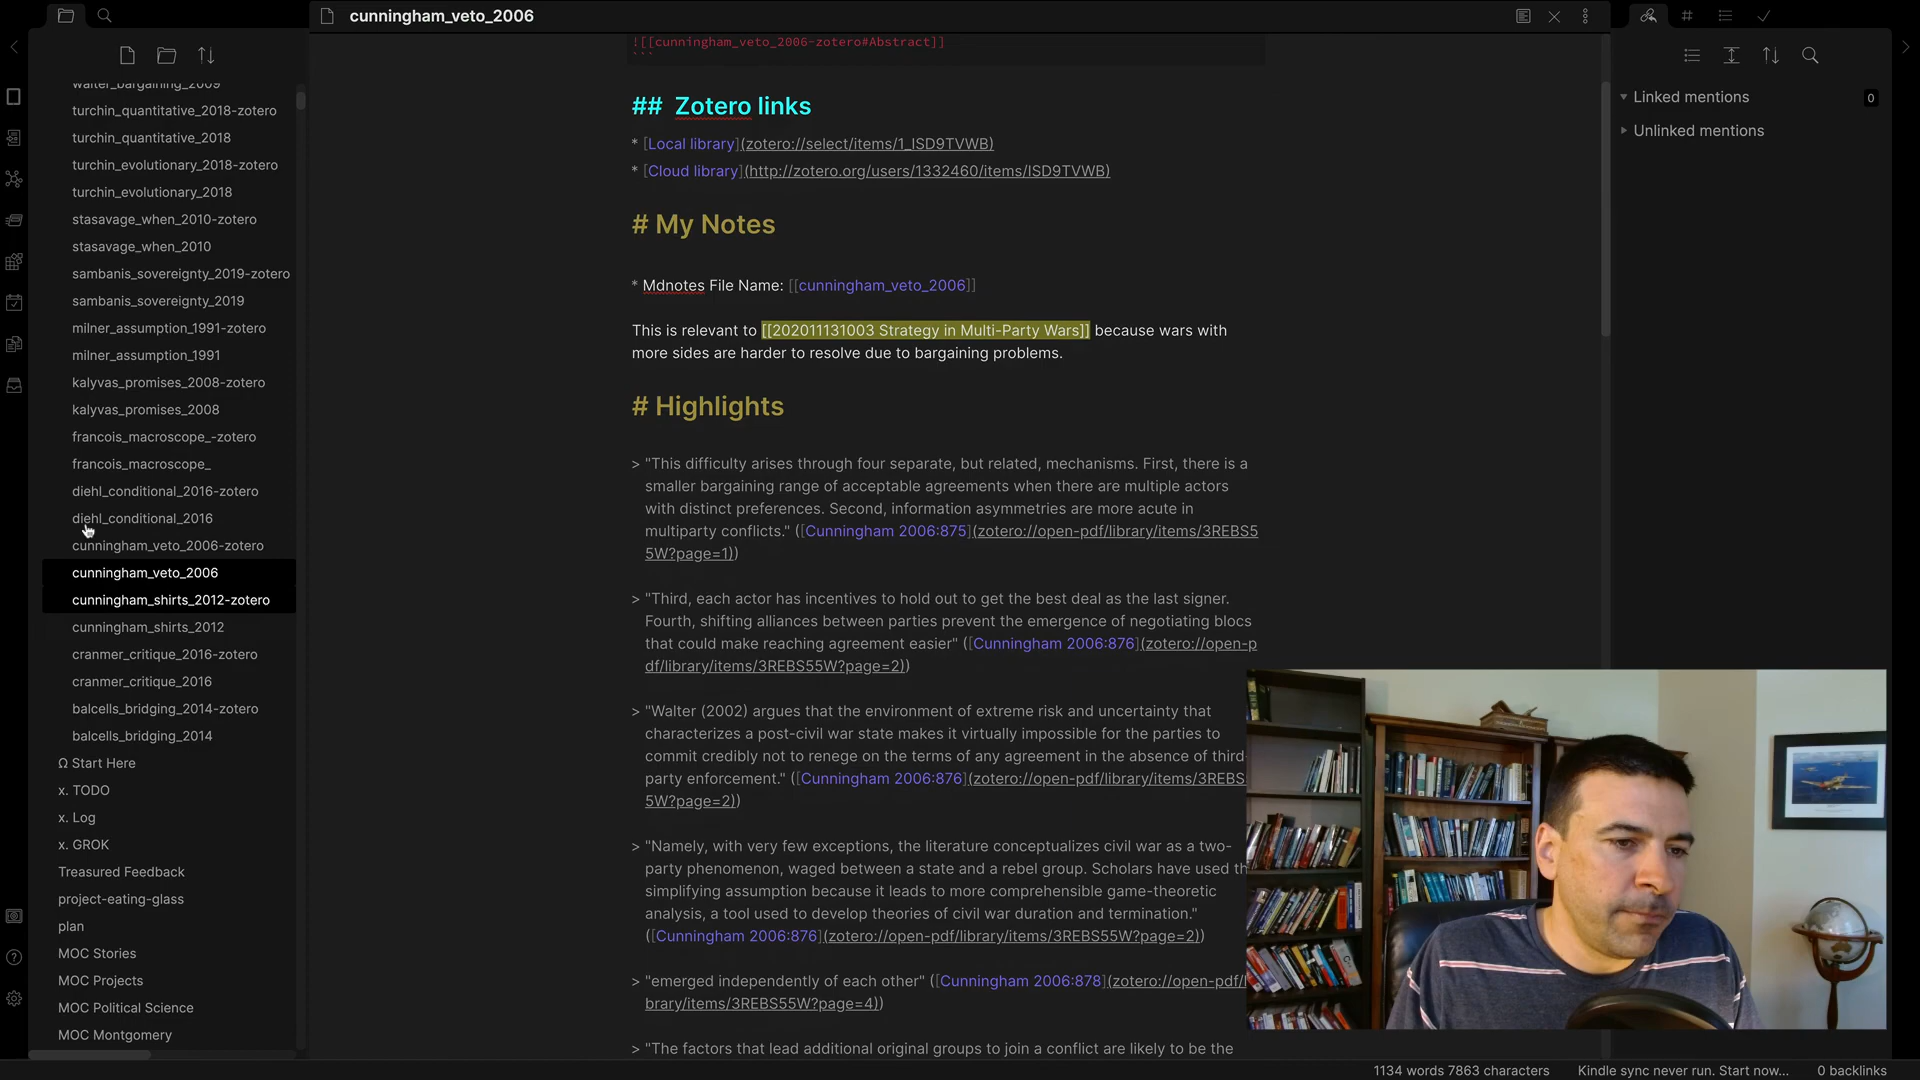 cunningham_veto_2006
walter_bargaining_2009
turchin_quantitative_2018-zotero
turchin_quantitative_2018
turchin_evolutionary_2018-zotero
turchin_evolutionary_2018
stasavage_when_2010-zotero
stasavage_when_2010
sambanis_sovereignty_2019-zotero
sambanis_sovereignty_2019
milner_assumption_1991-zotero
milner_assumption_1991
kalyvas_promises_2008-zotero
kalyvas_promises_2008
francois_macroscope_-zotero
francois_macroscope_
diehl_conditional_2016-zotero
diehl_conditional_2016
cunningham_veto_2006-zotero
cunningham_veto_2006
cunningham_shirts_2012-zotero
cunningham_shirts_2012
cranmer_critique_2016-zotero
cranmer_critique_2016
balcells_bridging_2014-zotero
balcells_bridging_2014
Ω Start Here
x. TODO
x. Log
x. GROK
Treasured Feedback
project-eating-glass
plan
MOC Stories
MOC Projects
MOC Political Science
MOC Montgomery
![[cunningham_veto_2006-zotero#Abstract]]
```
## Zotero links
* [Local library](zotero://select/items/1_ISD9TVWB)
* [Cloud library](http://zotero.org/users/1332460/items/ISD9TVWB)
# My Notes
* Mdnotes File Name: [[cunningham_veto_2006]]
This is relevant to [[202011131003 Strategy in Multi-Party Wars]] because wars with
more sides are harder to resolve due to bargaining problems.
# Highlights
> "This difficulty arises through four separate, but related, mechanisms. First, there is a
smaller bargaining range of acceptable agreements when there are multiple actors
with distinct preferences. Second, information asymmetries are more acute in
multiparty conflicts." ([Cunningham 2006:875](zotero://open-pdf/library/items/3REBS5
5W?page=1))
> "Third, each actor has incentives to hold out to get the best deal as the last signer.
Fourth, shifting alliances between parties prevent the emergence of negotiating blocs
that could make reaching agreement easier" ([Cunningham 2006:876](zotero://open-p
df/library/items/3REBS55W?page=2))
> "Walter (2002) argues that the environment of extreme risk and uncertainty that
characterizes a post-civil war state makes it virtually impossible for the parties to
commit credibly not to renege on the terms of any agreement in the absence of third-
party enforcement." ([Cunningham 2006:876](zotero://open-pdf/library/items/3REBS
5W?page=2))
> "Namely, with very few exceptions, the literature conceptualizes civil war as a two-
party phenomenon, waged between a state and a rebel group. Scholars have used th
simplifying assumption because it leads to more comprehensible game-theoretic
analysis, a tool used to develop theories of civil war duration and termination."
([Cunningham 2006:876](zotero://open-pdf/library/items/3REBS55W?page=2))
> "emerged independently of each other" ([Cunningham 2006:878](zotero://open-pdf/l
brary/items/3REBS55W?page=4))
> "The factors that lead additional original groups to join a conflict are likely to be the
Linked mentions 0
Unlinked mentions
1134 words 7863 characters
Kindle sync never run. Start now...
0 backlinks